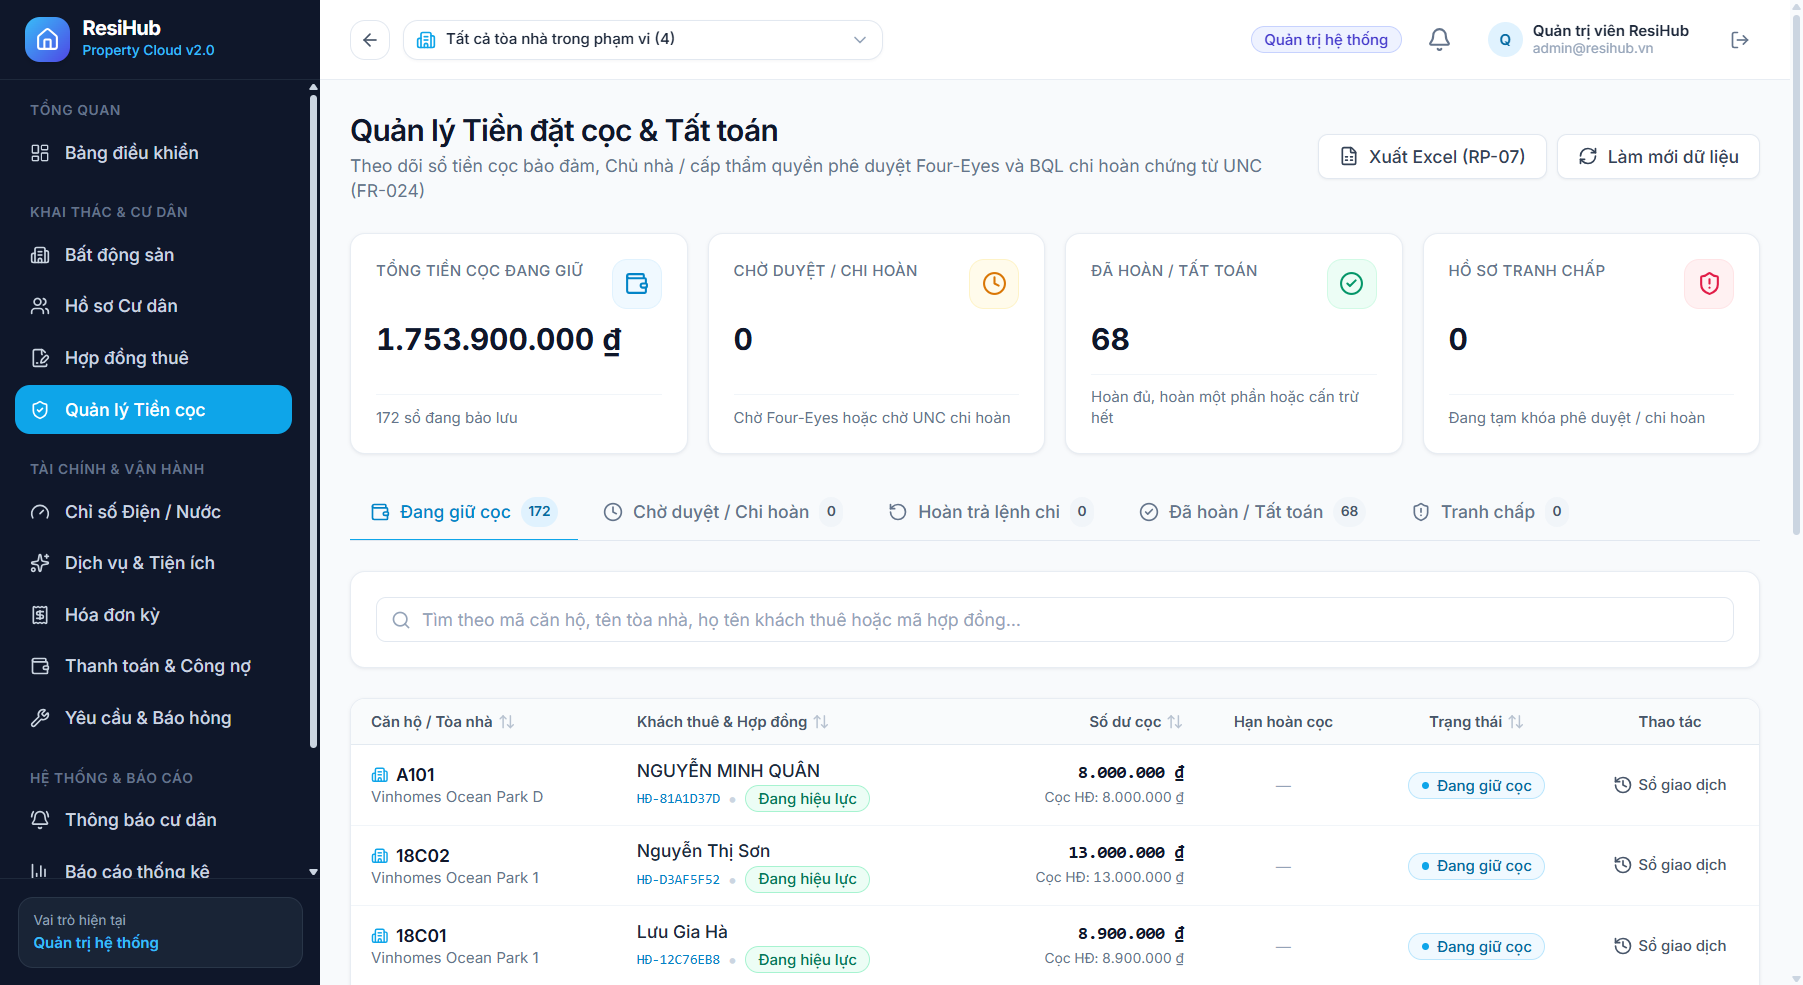 ResiHub
Property Cloud v2.0
TỔNG QUAN
Bảng điều khiển
KHAI THÁC & CƯ DÂN
Bất động sản
Hồ sơ Cư dân
Hợp đồng thuê
Quản lý Tiền cọc
TÀI CHÍNH & VẬN HÀNH
Chỉ số Điện / Nước
Dịch vụ & Tiện ích
Hóa đơn kỳ
Thanh toán & Công nợ
Yêu cầu & Báo hỏng
HỆ THỐNG & BÁO CÁO
Thông báo cư dân
Báo cáo thống kê
Vai trò hiện tại
Quản trị hệ thống
Tất cả tòa nhà trong phạm vi (4)
Quản trị hệ thống
Q
Quản trị viên ResiHub
admin@resihub.vn
Quản lý Tiền đặt cọc & Tất toán
Theo dõi sổ tiền cọc bảo đảm, Chủ nhà / cấp thẩm quyền phê duyệt Four-Eyes và BQL chi hoàn chứng từ UNC
(FR-024)
Xuất Excel (RP-07)
Làm mới dữ liệu
TỔNG TIỀN CỌC ĐANG GIỮ
1.753.900.000 ₫
172 sổ đang bảo lưu
CHỜ DUYỆT / CHI HOÀN
0
Chờ Four-Eyes hoặc chờ UNC chi hoàn
ĐÃ HOÀN / TẤT TOÁN
68
Hoàn đủ, hoàn một phần hoặc cấn trừ
hết
HỒ SƠ TRANH CHẤP
0
Đang tạm khóa phê duyệt / chi hoàn
Đang giữ cọc 172
Chờ duyệt / Chi hoàn 0
Hoàn trả lệnh chi 0
Đã hoàn / Tất toán 68
Tranh chấp 0
Tìm theo mã căn hộ, tên tòa nhà, họ tên khách thuê hoặc mã hợp đồng...
Căn hộ / Tòa nhà Khách thuê & Hợp đồng Số dư cọc Hạn hoàn cọc Trạng thái Thao tác
A101
Vinhomes Ocean Park D
NGUYỄN MINH QUÂN
HĐ-81A1D37D • Đang hiệu lực
8.000.000 ₫
Cọc HĐ: 8.000.000 ₫
—
Đang giữ cọc
Sổ giao dịch
18C02
Vinhomes Ocean Park 1
Nguyễn Thị Sơn
HĐ-D3AF5F52 • Đang hiệu lực
13.000.000 ₫
Cọc HĐ: 13.000.000 ₫
—
Đang giữ cọc
Sổ giao dịch
18C01
Vinhomes Ocean Park 1
Lưu Gia Hà
HĐ-12C76EB8 • Đang hiệu lực
8.900.000 ₫
Cọc HĐ: 8.900.000 ₫
—
Đang giữ cọc
Sổ giao dịch